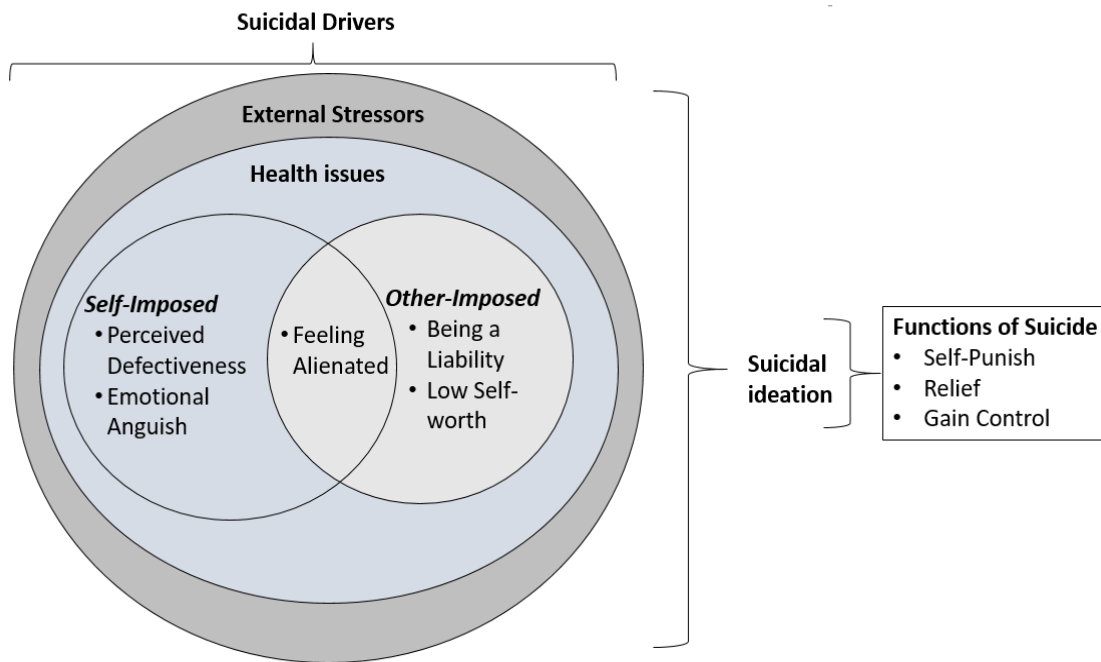 Suicidal Drivers
External Stressors
Health issues
Self-Imposed
• Perceived
Defectiveness
• Emotional
Anguish
• Feeling
Alienated
Other-Imposed
• Being a
Liability
• Low Self-
worth
Suicidal
ideation
Functions of Suicide
• Self-Punish
• Relief
• Gain Control